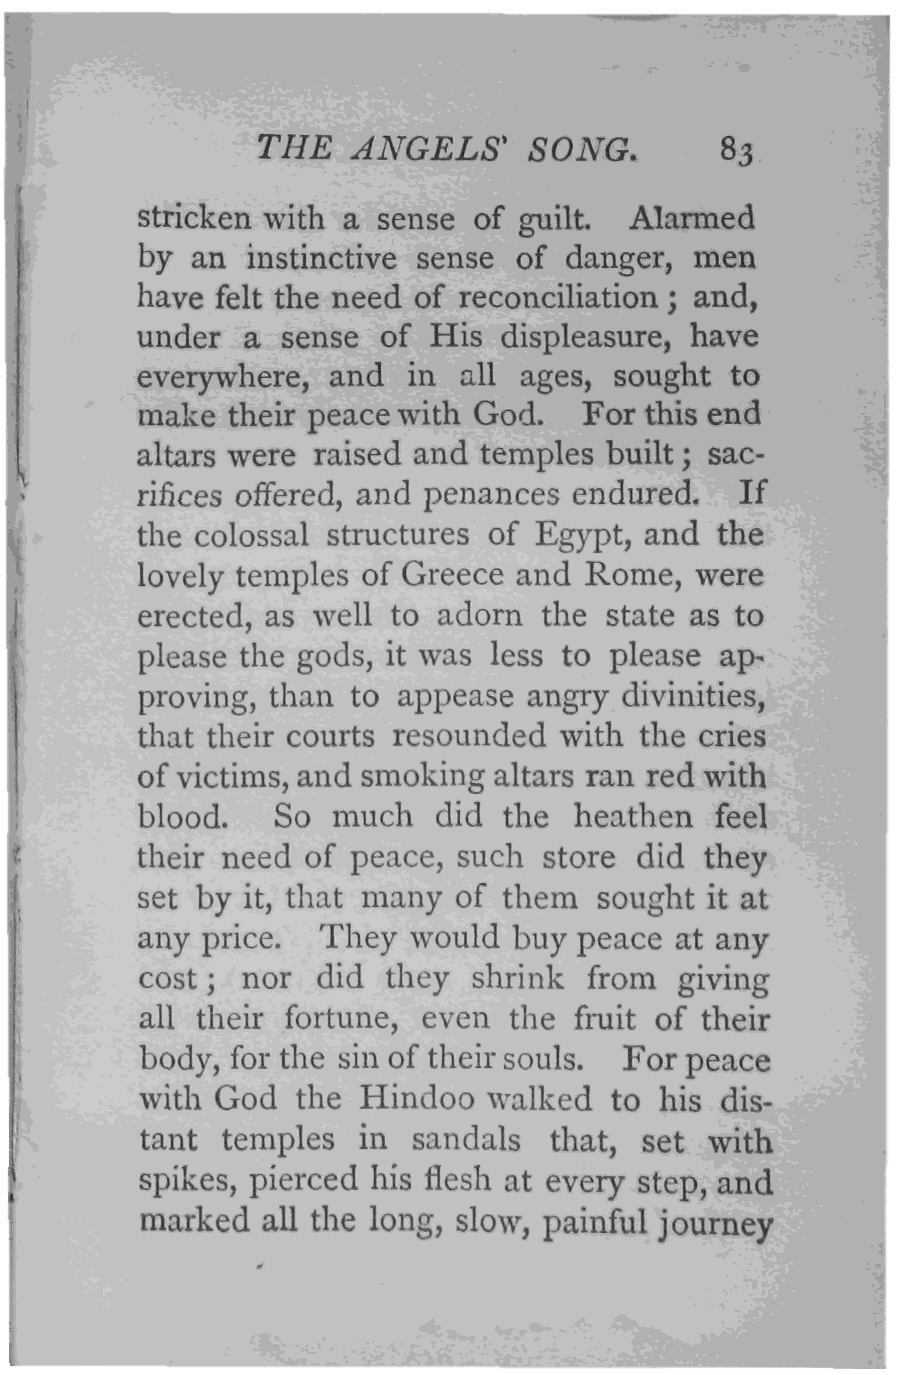 THE ANGELS' SONG. 83
stricken with a sense of guilt. Alarmed
by an instinctive sense of danger, men
have felt the need of reconciliation ; and,
under a sense of His displeasure, have
everywhere, and in all ages, sought to
make their peace with God. For this end
altars were raised and temples built ; sac-
rifices offered, and penances endured. If
the colossal structures of Egypt, and the
lovely temples of Greece and Rome, were
erected, as well to adorn the state as to
please the gods, it was less to please ap-
proving, than to appease angry divinities,
that their courts resounded with the cries
of victims, and smoking altars ran red with
blood. So much did the heathen feel
their need of peace, such store did they
set by it, that many of them sought it at
any price. They would buy peace at any
cost ; nor did they shrink from giving
all their fortune, even the fruit of their
body, for the sin of their souls. For peace
with God the Hindoo walked to his dis-
tant temples in sandals that, set with
spikes, pierced his flesh at every step, and
marked all the long, slow, painful journey